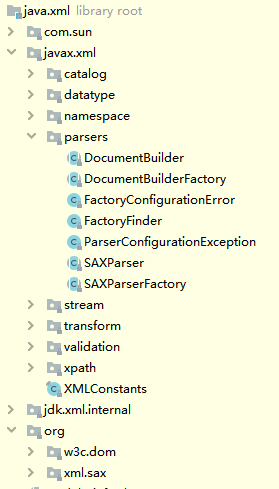 java.xml library root
com.sun
javax.xml
catalog
datatype
namespace
parsers
DocumentBuilder
DocumentBuilderFactory
FactoryConfigurationError
FactoryFinder
ParserConfigurationException
SAXParser
SAXParserFactory
stream
transform
validation
xpath
XMLConstants
jdk.xml.internal
org
w3c.dom
xml.sax